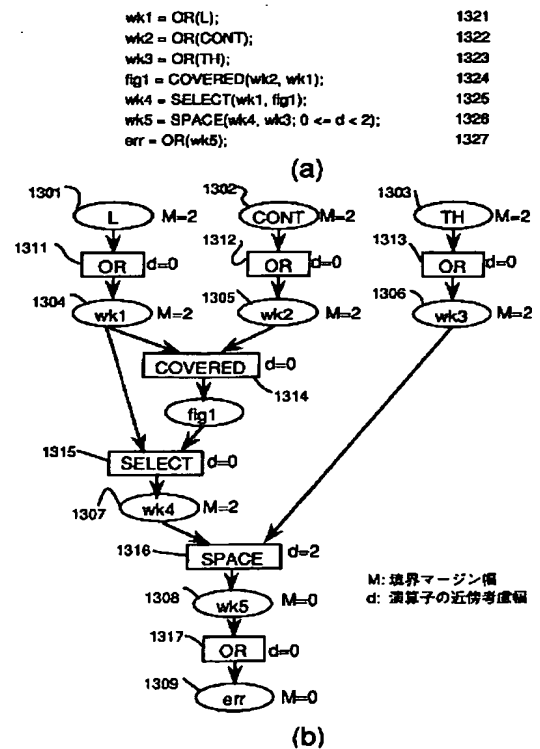 wk1 = OR(L); 1321
wk2 = OR(CONT); 1322
wk3 = OR(TH); 1323
fig1 = COVERED(wk2, wk1); 1324
wk4 = SELECT(wk1, fig1); 1325
wk5 = SPACE(wk4, wk3; 0 <= d < 2); 1326
err = OR(wk5); 1327
(a)
1301 L M=2 1302 CONT M=2 1303 TH M=2
1311 OR d=0 1312 OR d=0 1313 OR d=0
1304 wk1 M=2 1305 wk2 M=2 1306 wk3 M=2
COVERED d=0
1314
fig1
1315 SELECT d=0
1307 wk4 M=2
1316 SPACE d=2
M: 境界マージン幅
1308 wk5 M=0
d: 演算子の近傍考慮幅
1317 OR d=0
1309 err M=0
(b)